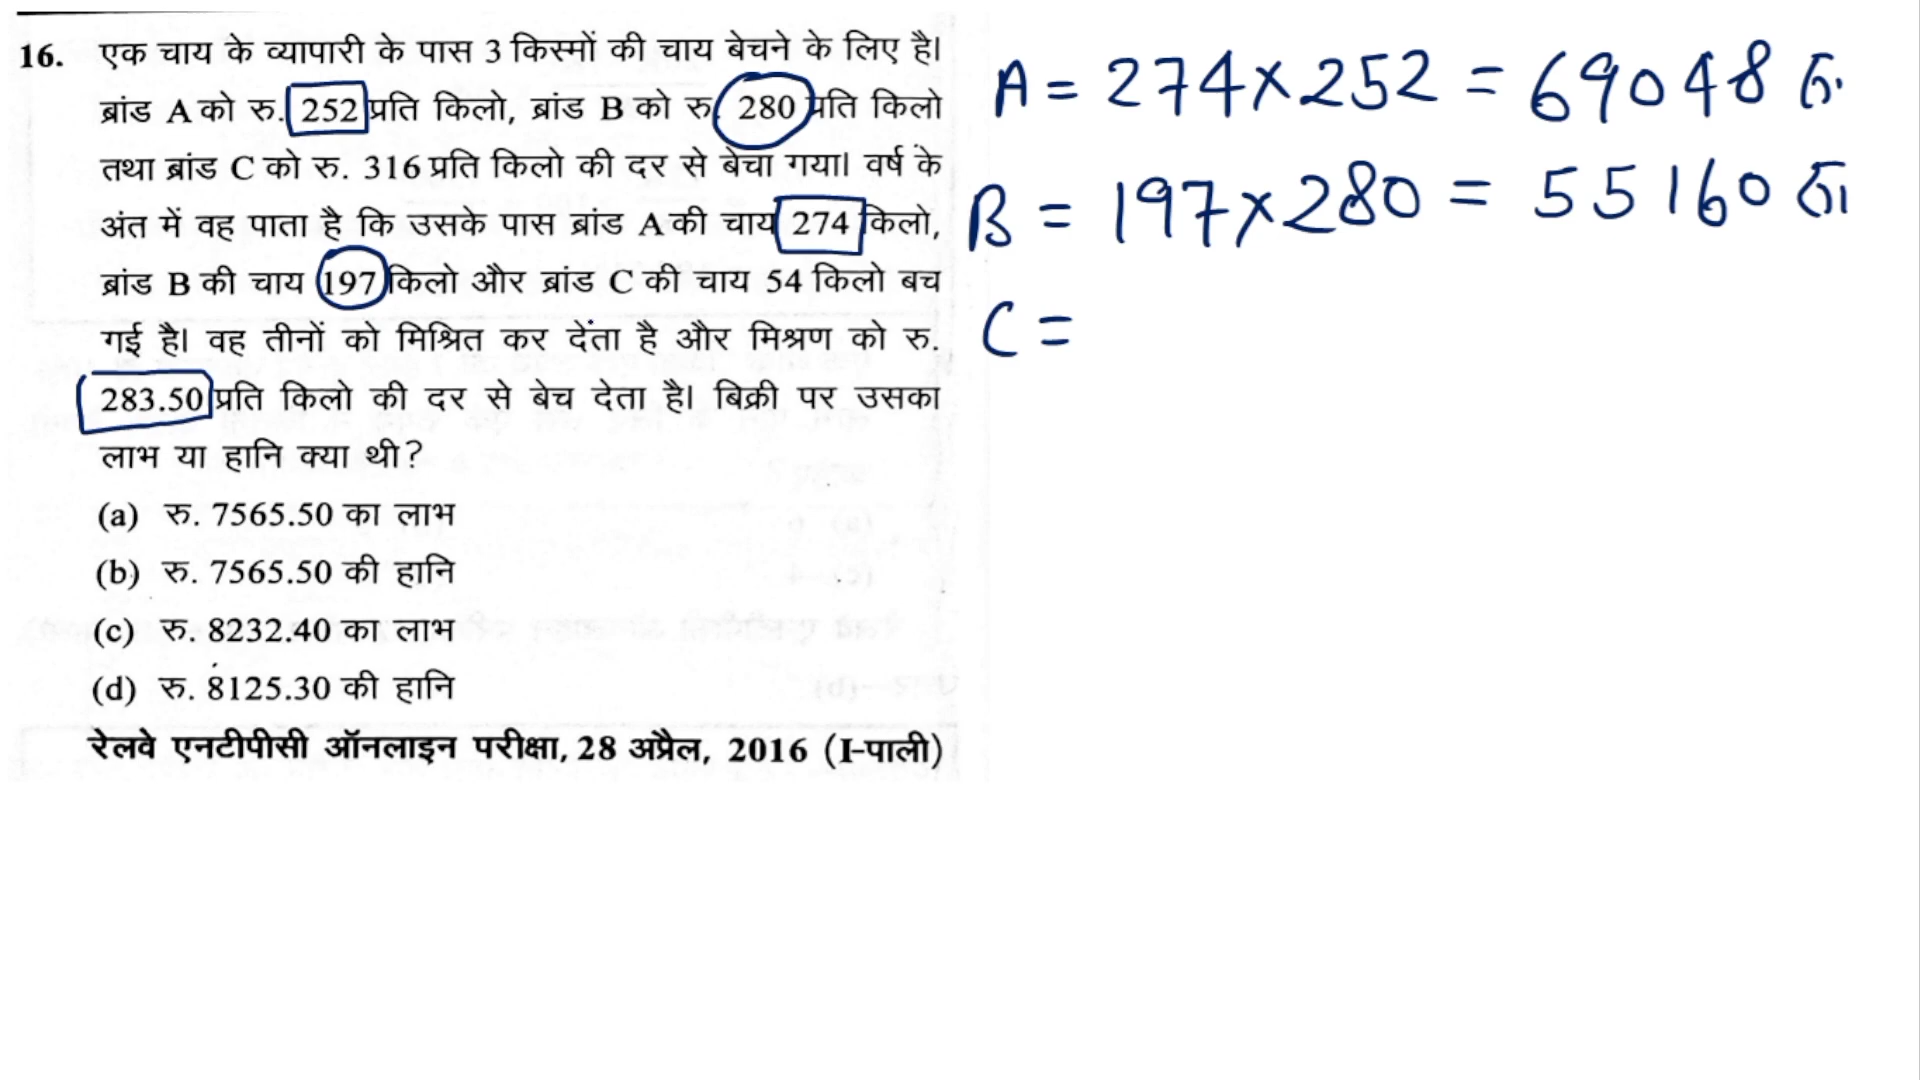 16. एक चाय के व्यापारी के पास 3 किस्मों की चाय बेचने के लिए है।
ब्रांड A को रु. 252 प्रति किलो, ब्रांड B को रु. 280 प्रति किलो
तथा ब्रांड C को रु. 316 प्रति किलो की दर से बेचा गया। वर्ष के
अंत में वह पाता है कि उसके पास ब्रांड A की चाय 274 किलो,
ब्रांड B की चाय 197 किलो और ब्रांड C की चाय 54 किलो बच
गई है। वह तीनों को मिश्रित कर देता है और मिश्रण को रु.
283.50 प्रति किलो की दर से बेच देता है। बिक्री पर उसका
लाभ या हानि क्या थी?
(a) रु. 7565.50 का लाभ
(b) रु. 7565.50 की हानि
(c) रु. 8232.40 का लाभ
(d) रु. 8125.30 की हानि
रेलवे एनटीपीसी ऑनलाइन परीक्षा, 28 अप्रैल, 2016 (I-पाली)
A = 274×252 = 69048 रु.
B = 197×280 = 55160 रु
C =